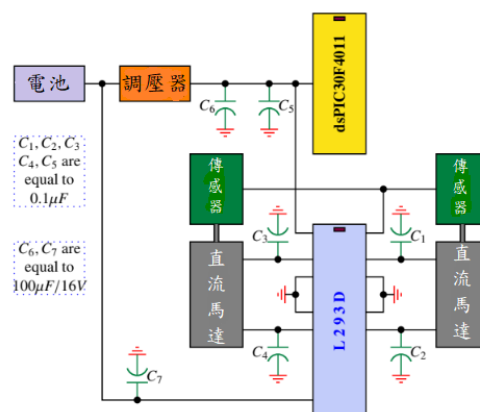 電池
調壓器
dsPIC30F4011
C6
C5
C1, C2, C3
C4, C5 are
equal to
0.1μF
傳感器
傳感器
C3
C1
C6, C7 are
equal to
100μF/16V
直流馬達
L293D
直流馬達
C4
C2
C7